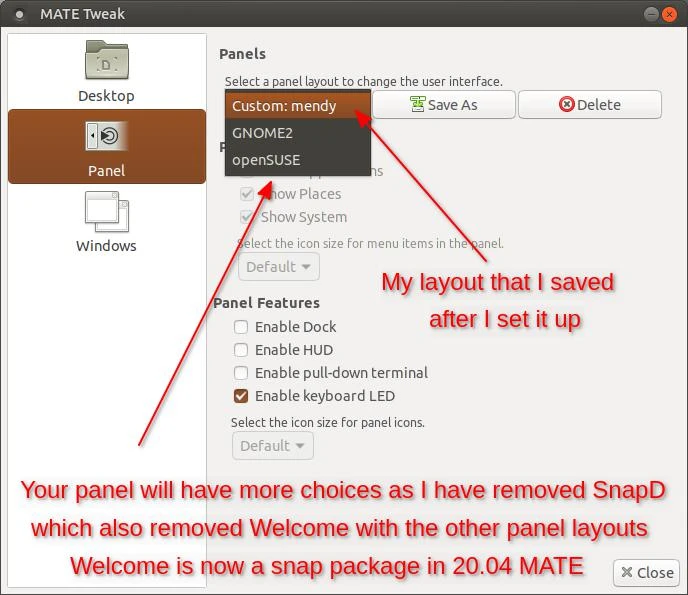 MATE Tweak
Desktop
Panel
Windows
Panels
Select a panel layout to change the user interface.
Custom: mendy
GNOME2
openSUSE
Save As
Delete
Show Places
Show System
Select the icon size for menu items in the panel.
Default
Panel Features
Enable Dock
Enable HUD
Enable pull-down terminal
Enable keyboard LED
Select the icon size for panel icons.
Default
My layout that I saved
after I set it up
Your panel will have more choices as I have removed SnapD
which also removed Welcome with the other panel layouts
Welcome is now a snap package in 20.04 MATE
Close